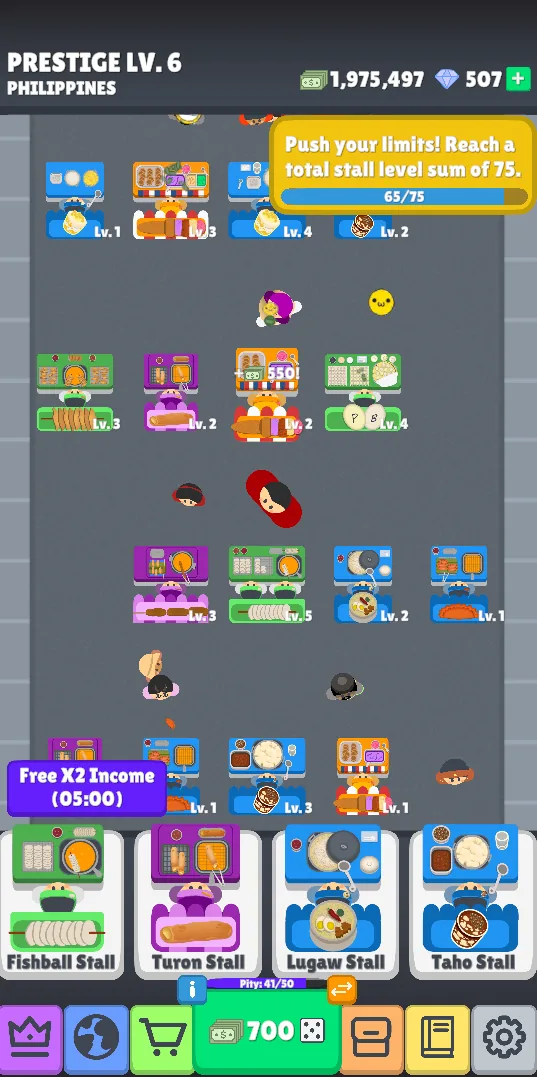 PRESTIGE LV. 6
PHILIPPINES
1,975,497
507
+
Push your limits! Reach a
total stall level sum of 75.
65/75
Lv. 1
Lv. 3
Lv. 4
Lv. 2
+ 550!
Lv. 3
Lv. 2
Lv. 2
? 8
Lv. 4
Lv. 3
Lv. 5
Lv. 2
Lv. 1
Free X2 Income
(05:00)
Lv. 1
Lv. 3
Lv. 1
Fishball Stall
Turon Stall
Lugaw Stall
Taho Stall
i
Pity: 41/50
700